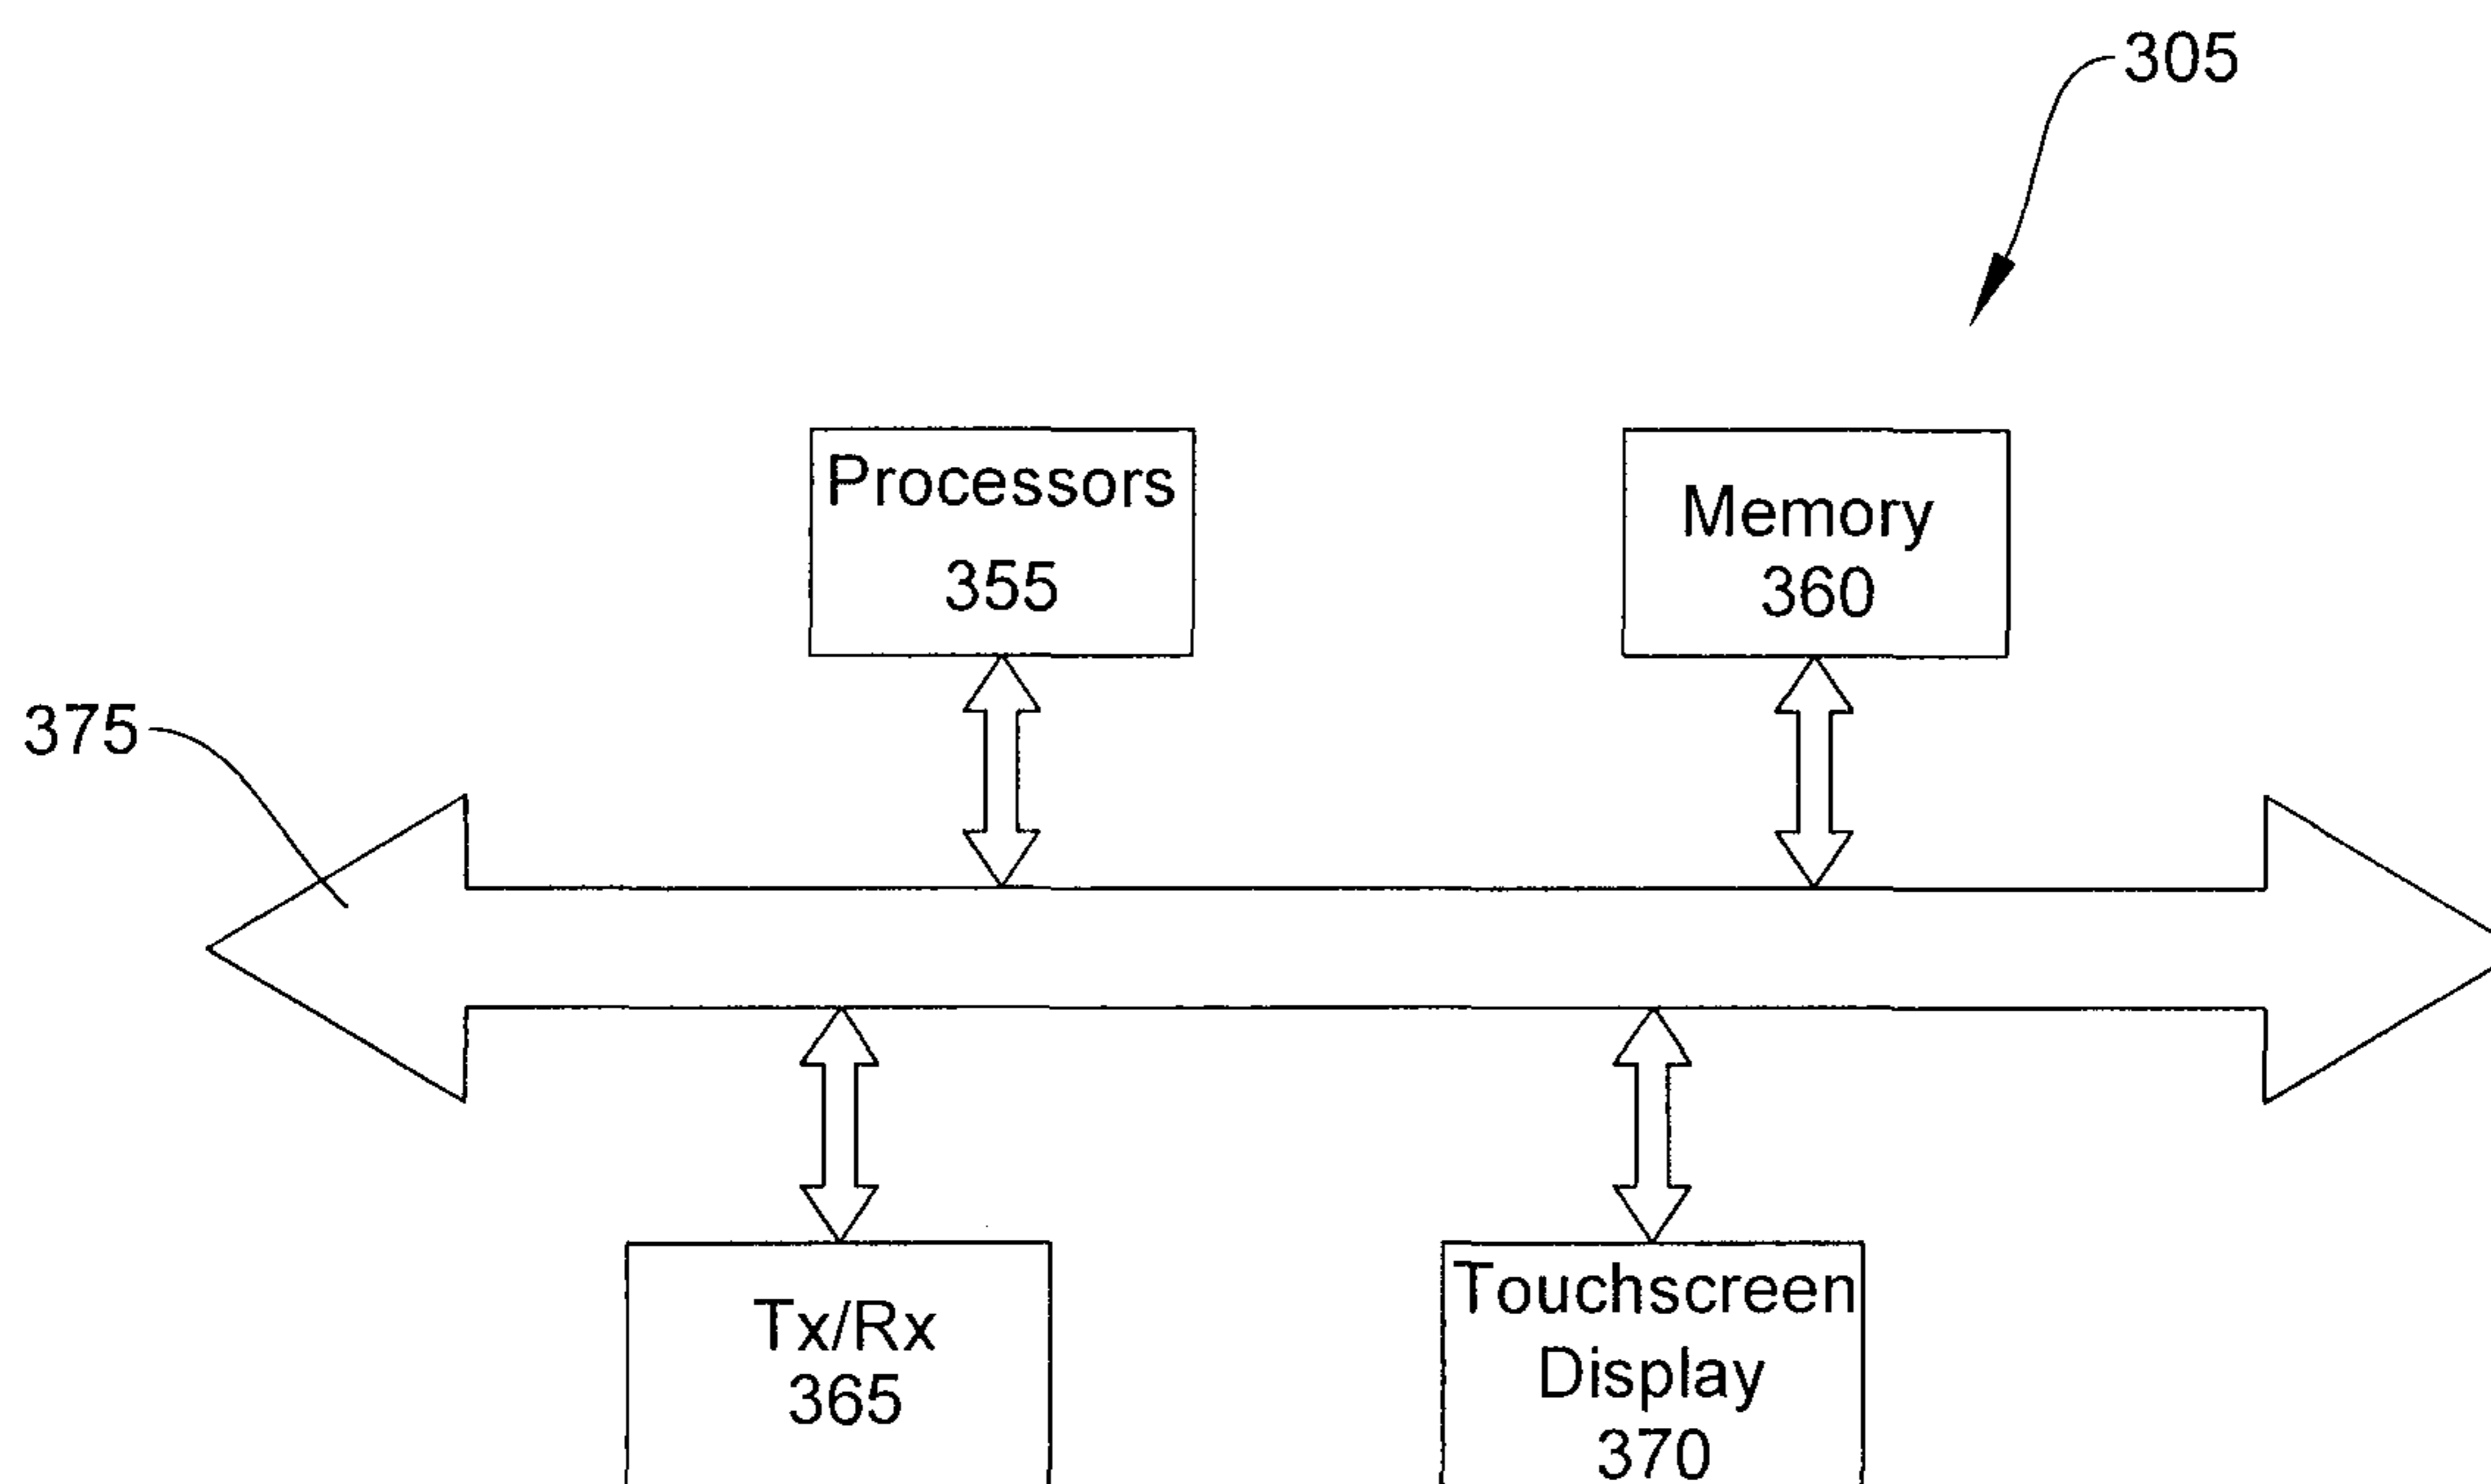 305
Processors
355
Memory
360
375
Tx/Rx
365
Touchscreen
Display
370